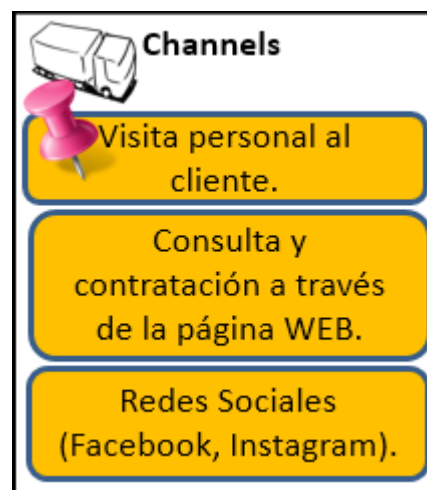 Channels
Visita personal al
cliente.
Consulta y
contratación a través
de la página WEB.
Redes Sociales
(Facebook, Instagram).